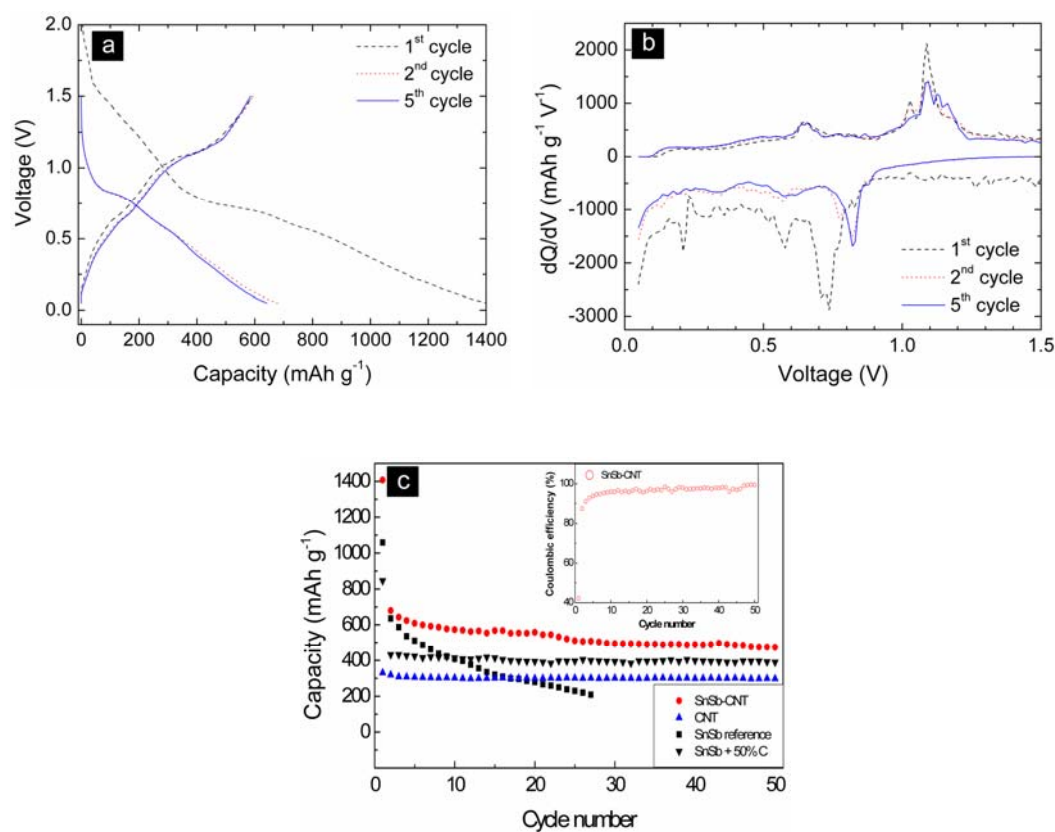 a
2.0
1.5
1.0
0.5
0.0
Voltage (V)
1st cycle
2nd cycle
5th cycle
0 200 400 600 800 1000 1200 1400
Capacity (mAh g-1)
b
2000
1000
0
-1000
-2000
-3000
dQ/dV (mAh g-1 V-1)
1st cycle
2nd cycle
5th cycle
0.0 0.5 1.0 1.5
Voltage (V)
c
1400
1200
1000
800
600
400
200
0
Capacity (mAh g-1)
SnSb-CNT
100
80
60
40
Coulombic efficiency (%)
0 10 20 30 40 50
Cycle number
SnSb-CNT
CNT
SnSb reference
SnSb + 50% C
0 10 20 30 40 50
Cycle number